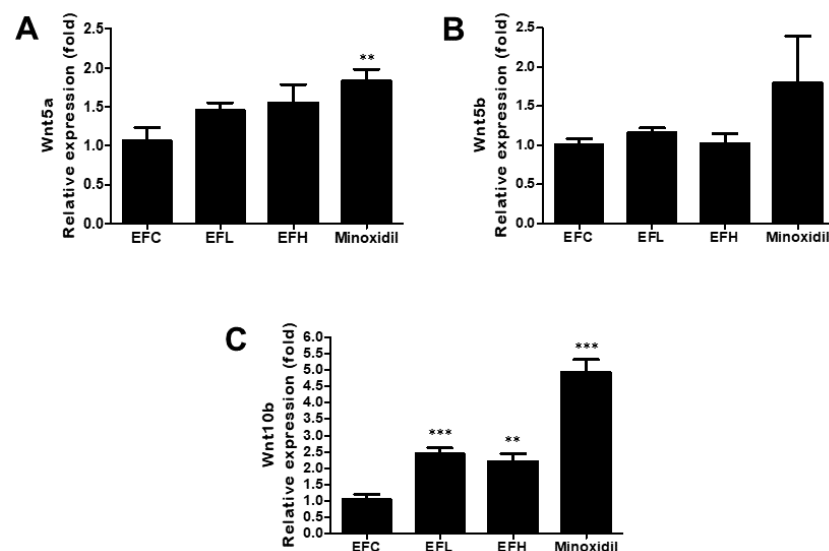 A
Wnt5a
Relative expression (fold)
2.5
2.0
1.5
1.0
0.5
0.0
**
EFC EFL EFH Minoxidil
B
Wnt5b
Relative expression (fold)
2.5
2.0
1.5
1.0
0.5
0.0
EFC EFL EFH Minoxidil
C
Wnt10b
Relative expression (fold)
6.0
5.5
5.0
4.5
4.0
3.5
3.0
2.5
2.0
1.5
1.0
0.5
0.0
*** ** ***
EFC EFL EFH Minoxidil